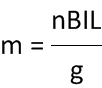 m = nBIL / g